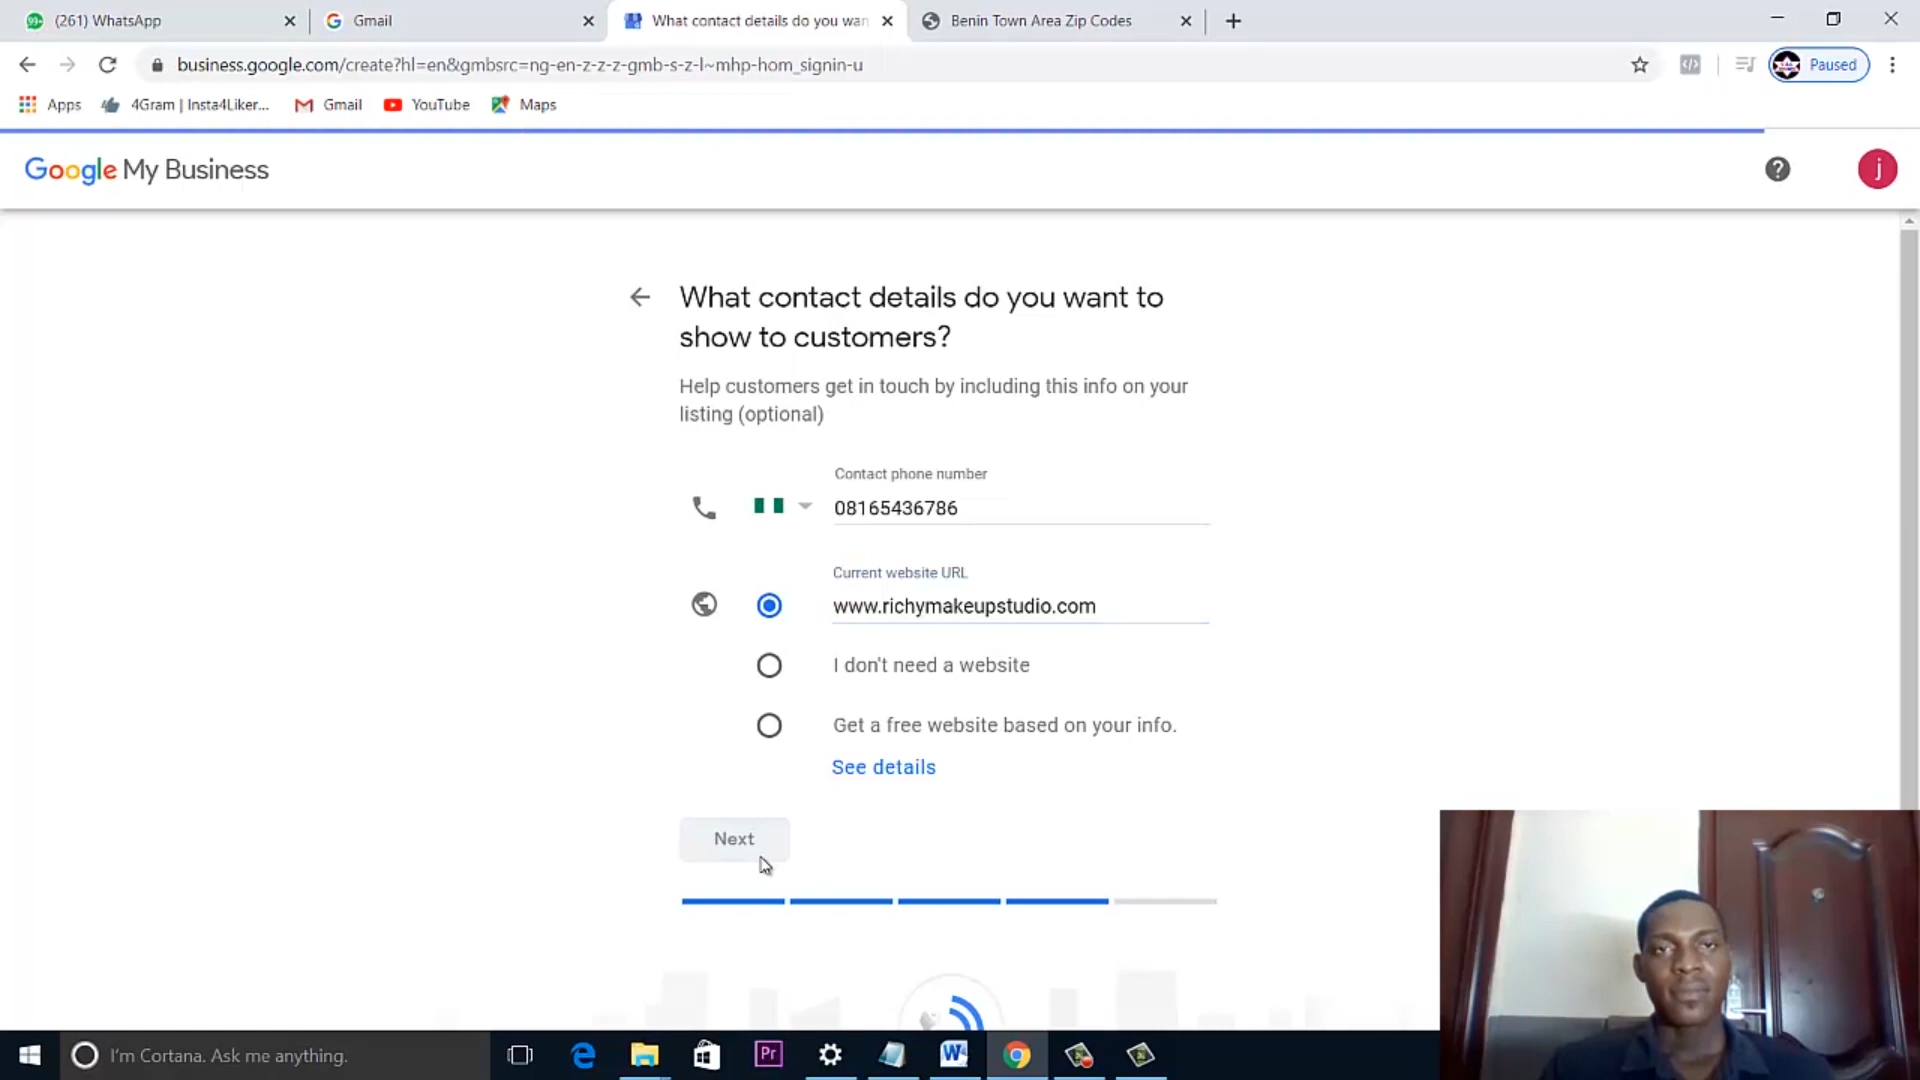 (261) WhatsApp
Gmail
What contact details do you wan
Benin Town Area Zip Codes
business.google.com/create?hl=en&gmbsrc=ng-en-z-z-z-gmb-s-z-l~mhp-hom_signin-u
Paused
Apps
4Gram | Insta4Liker...
Gmail
YouTube
Maps
Google My Business
j
What contact details do you want to
show to customers?
Help customers get in touch by including this info on your
listing (optional)
Contact phone number
08165436786
Current website URL
www.richymakeupstudio.com
I don't need a website
Get a free website based on your info.
See details
Next
I'm Cortana. Ask me anything.
Pr